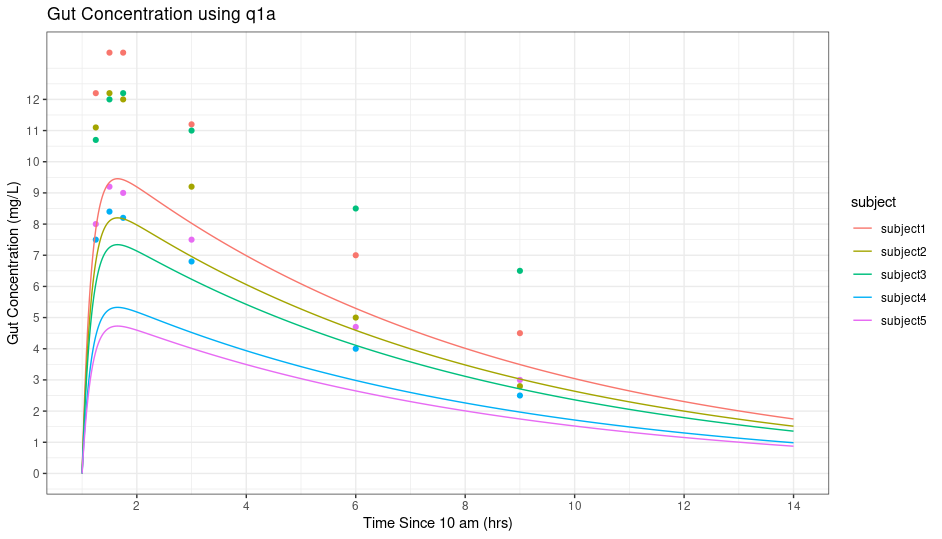 Gut Concentration using q1a
Gut Concentration (mg/L)
12
11
10
9
8
7
6
5
4
3
2
1
0
2 4 6 8 10 12 14
Time Since 10 am (hrs)
subject
subject1
subject2
subject3
subject4
subject5